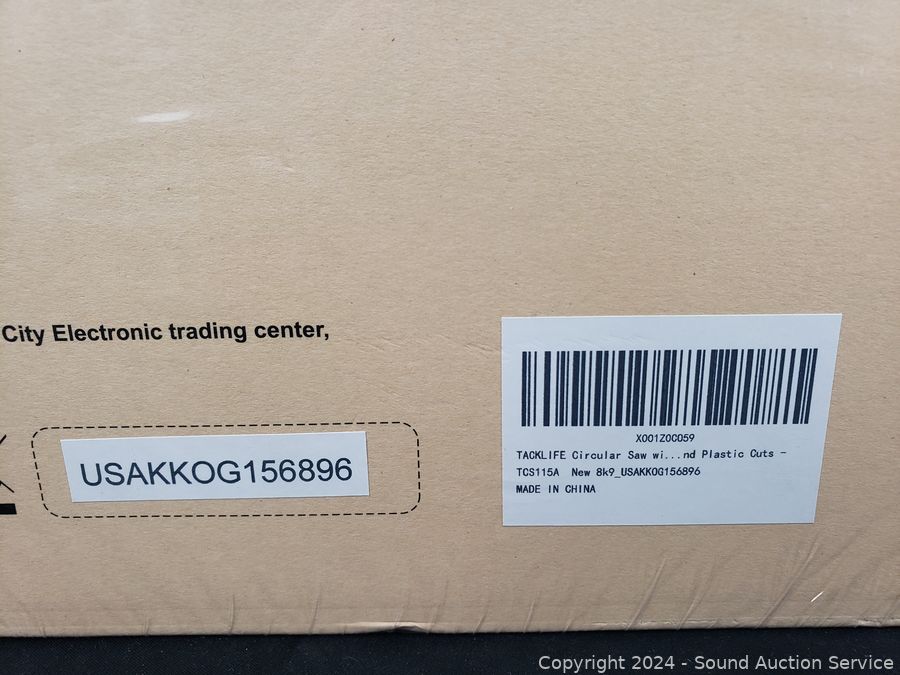 City Electronic trading center,
USAKKOG156896
X001Z0C059
TACKLIFE Circular Saw wi...nd Plastic Cuts -
TCS115A New 8k9_USAKKOG156896
MADE IN CHINA
Copyright 2024 - Sound Auction Service